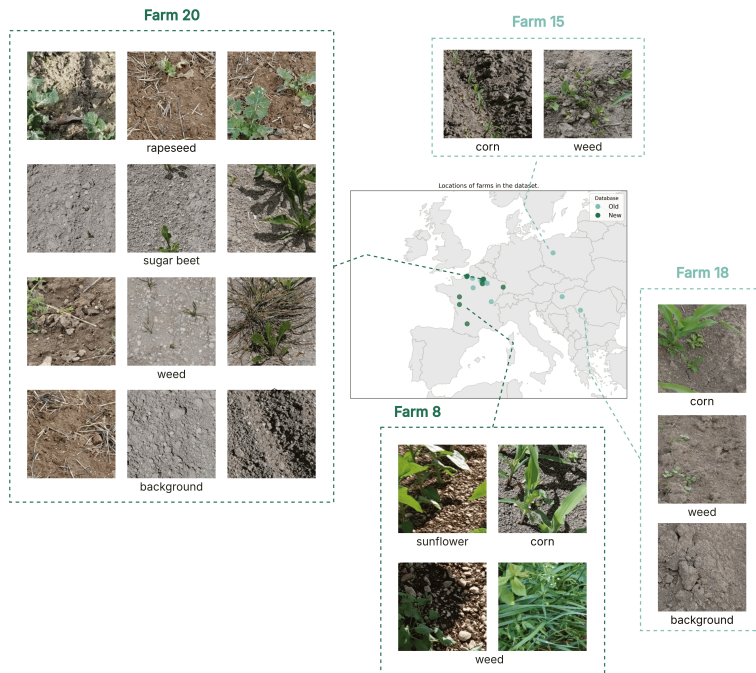 Farm 20
rapeseed
sugar beet
weed
background
Farm 15
corn
weed
Locations of farms in the dataset.
Database
Old
New
Farm 18
corn
weed
background
Farm 8
sunflower
corn
weed